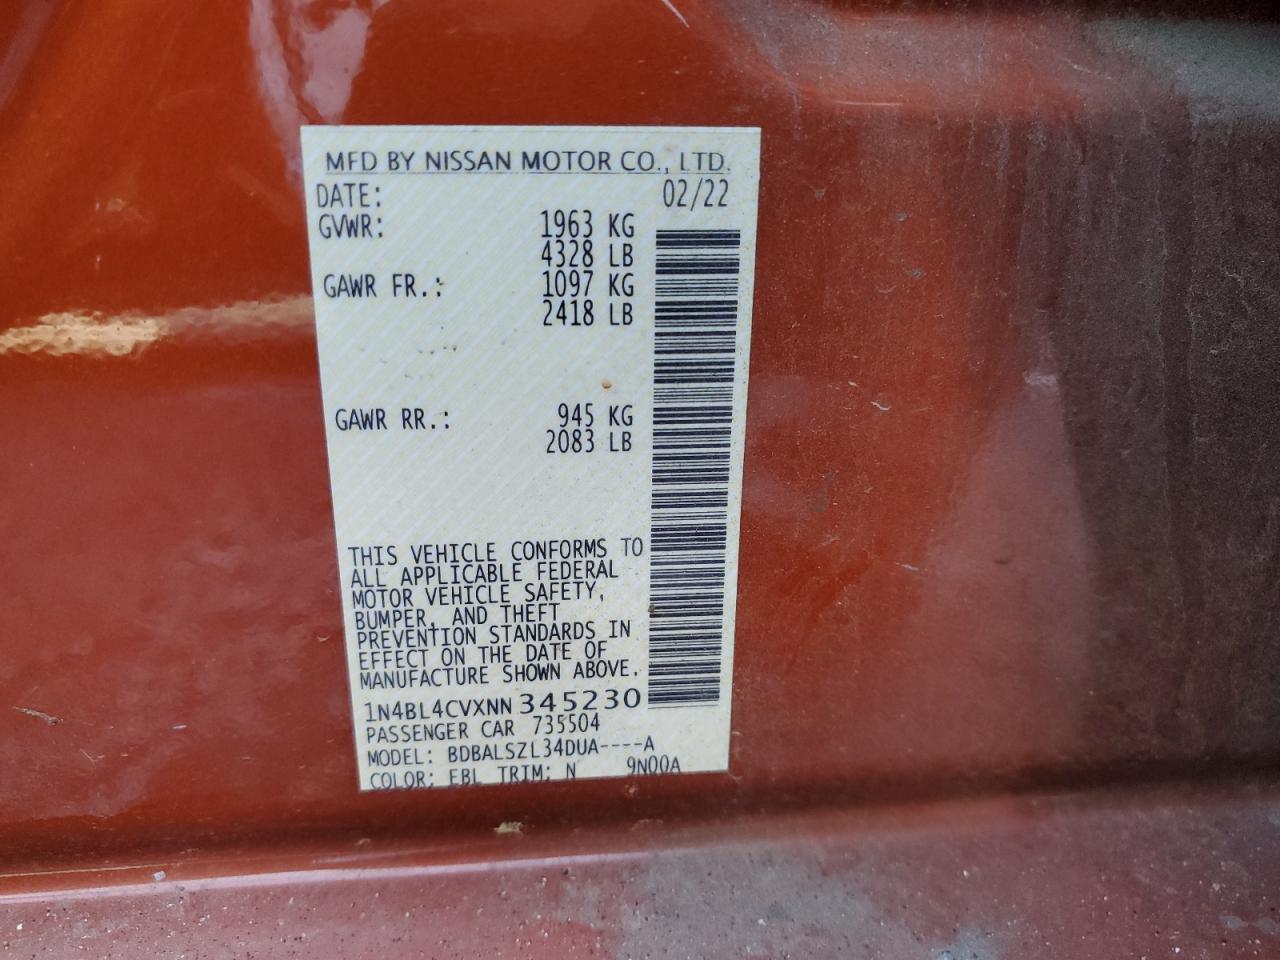 MFD BY NISSAN MOTOR CO., LTD.
DATE: 02/22
GVWR: 1963 KG
4328 LB
GAWR FR.: 1097 KG
2418 LB
GAWR RR.: 945 KG
2083 LB
THIS VEHICLE CONFORMS TO
ALL APPLICABLE FEDERAL
MOTOR VEHICLE SAFETY,
BUMPER, AND THEFT
PREVENTION STANDARDS IN
EFFECT ON THE DATE OF
MANUFACTURE SHOWN ABOVE.
1N4BL4CVXNN345230
PASSENGER CAR 735504
MODEL: BDBALSZL34DUA----A
COLOR: EBL TRIM: N 9N00A